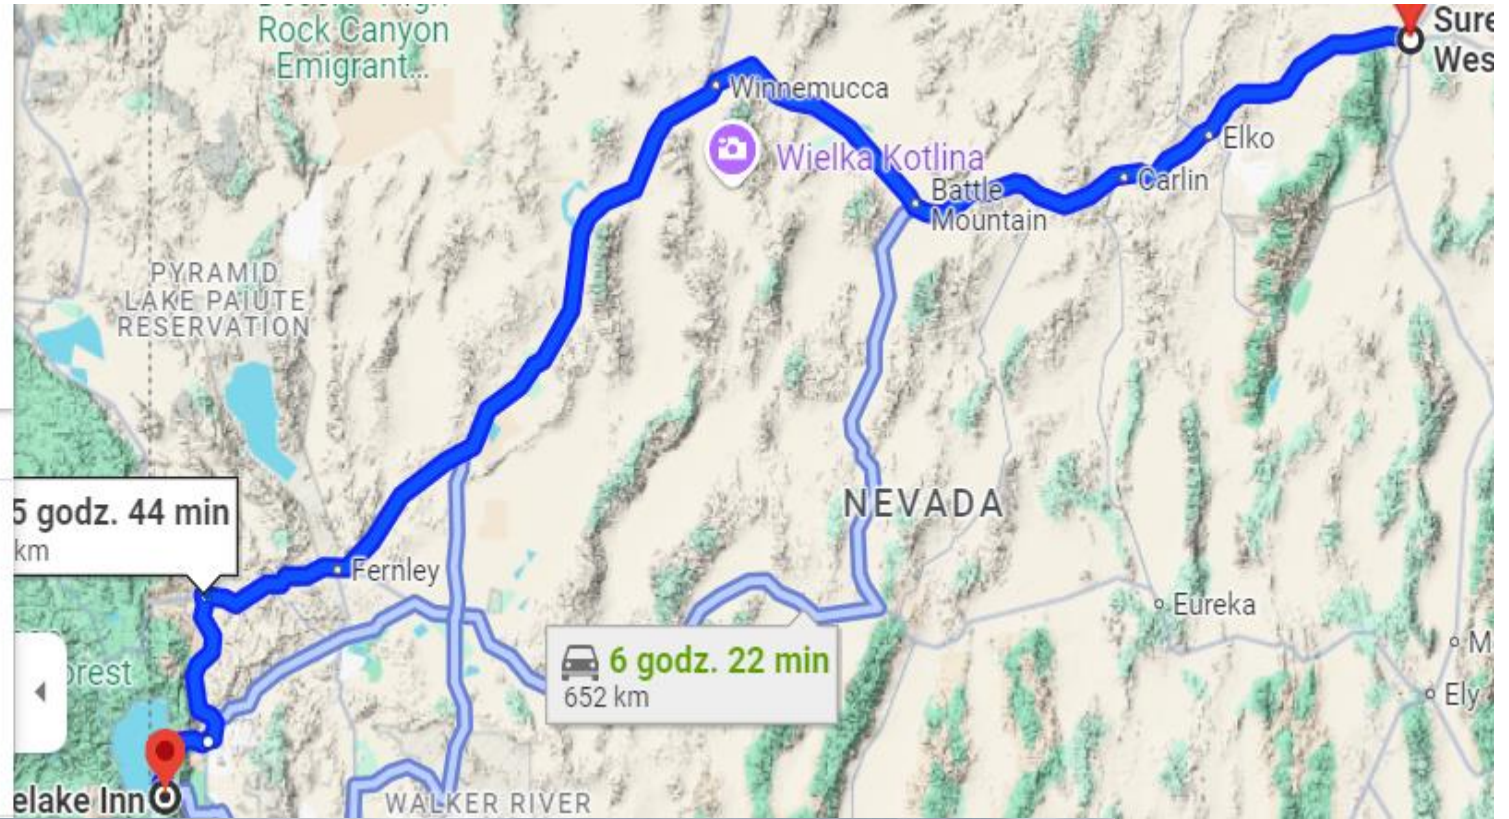 Rock Canyon
Emigrant...
Sure
Wes
Winnemucca
Wielka Kotlina
Elko
Carlin
Battle
Mountain
PYRAMID
LAKE PAIUTE
RESERVATION
5 godz. 44 min
km
NEVADA
Fernley
Eureka
6 godz. 22 min
652 km
orest
M
Ely
elake Inn
WALKER RIVER